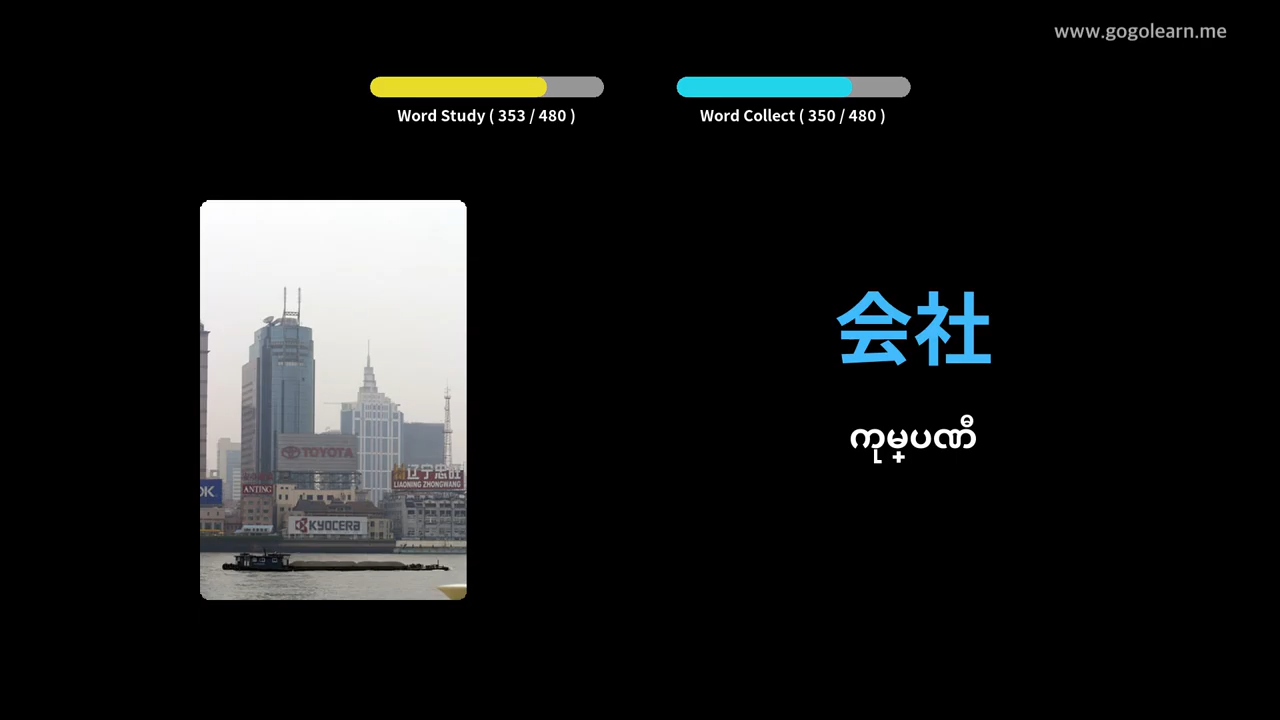 www.gogolearn.me
Word Study ( 353 / 480 )
Word Collect ( 350 / 480 )
会社
ကုမ္ပဏီ
TOYOTA
辽宁忠旺
LIAONING ZHONGWANG
ANTING
OK
KYOCERA